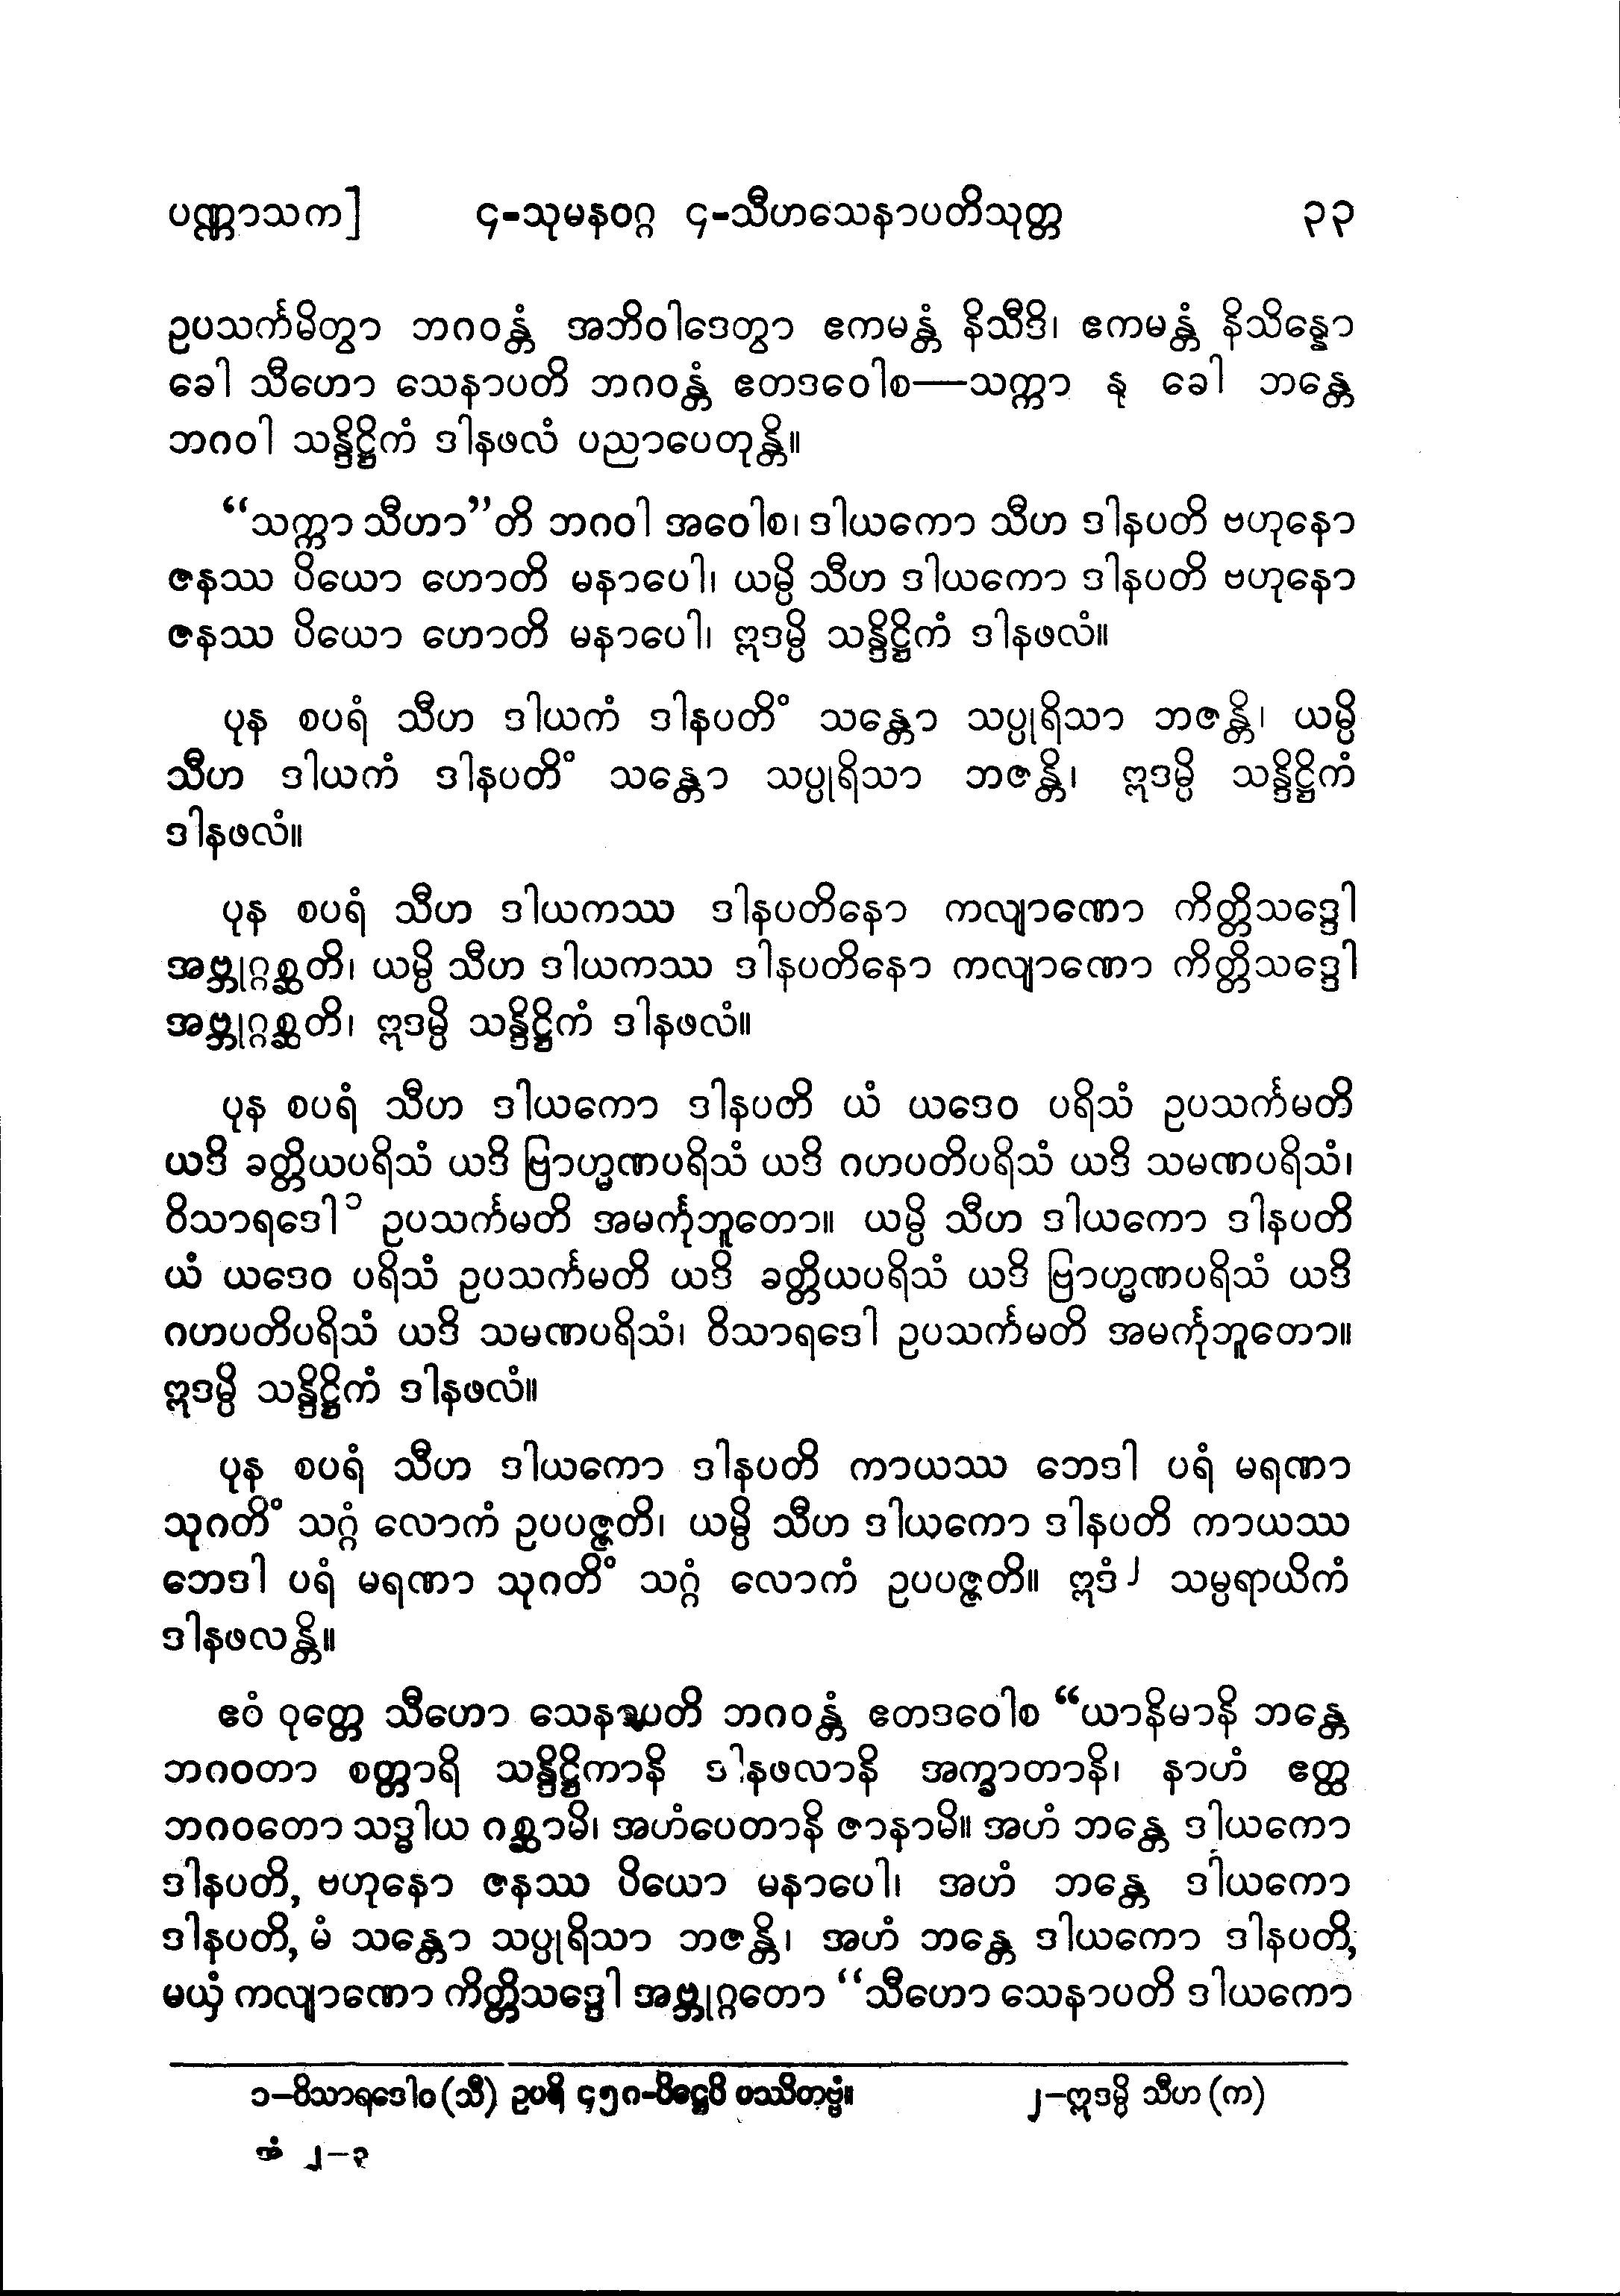 ပဏ္ဏာသက] ၄-သုမနဝဂ္ဂ ၄-သီဟသေနာပတိသုတ္တ ၃၃
ဥပသင်္ကမိတွာ ဘဂဝန္တံ အဘိဝါဒေတွာ ဧကမန္တံ နိသီဒိ၊ ဧကမန္တံ နိသိန္နော
ခေါ သီဟော သေနာပတိ ဘဂဝန္တံ ဧတဒဝေါစ—သက္ကာ နု ခေါ ဘန္တေ
ဘဂဝါ သန္ဒိဋ္ဌိကံ ဒါနဖလံ ပညာပေတုန္တိ။
“သက္ကာ သီဟာ”တိ ဘဂဝါ အဝေါစ၊ ဒါယကော သီဟ ဒါနပတိ ဗဟုနော
ဇနဿ ပိယော ဟောတိ မနာပေါ၊ ယမ္ပိ သီဟ ဒါယကော ဒါနပတိ ဗဟုနော
ဇနဿ ပိယော ဟောတိ မနာပေါ၊ ဣဒမ္ပိ သန္ဒိဋ္ဌိကံ ဒါနဖလံ။
ပုန စပရံ သီဟ ဒါယကံ ဒါနပတိံ သန္တော သပ္ပုရိသာ ဘဇန္တိ၊ ယမ္ပိ
သီဟ ဒါယကံ ဒါနပတိံ သန္တော သပ္ပုရိသာ ဘဇန္တိ၊ ဣဒမ္ပိ သန္ဒိဋ္ဌိကံ
ဒါနဖလံ။
ပုန စပရံ သီဟ ဒါယကဿ ဒါနပတိနော ကလျာဏော ကိတ္တိသဒ္ဒေါ
အဗ္ဘုဂ္ဂစ္ဆတိ၊ ယမ္ပိ သီဟ ဒါယကဿ ဒါနပတိနော ကလျာဏော ကိတ္တိသဒ္ဒေါ
အဗ္ဘုဂ္ဂစ္ဆတိ၊ ဣဒမ္ပိ သန္ဒိဋ္ဌိကံ ဒါနဖလံ။
ပုန စပရံ သီဟ ဒါယကော ဒါနပတိ ယံ ယဒေဝ ပရိသံ ဥပသင်္ကမတိ
ယဒိ ခတ္တိယပရိသံ ယဒိ ဗြာဟ္မဏပရိသံ ယဒိ ဂဟပတိပရိသံ ယဒိ သမဏပရိသံ၊
ဝိသာရဒေါ၁ ဥပသင်္ကမတိ အမင်္ကုဘူတော။ ယမ္ပိ သီဟ ဒါယကော ဒါနပတိ
ယံ ယဒေဝ ပရိသံ ဥပသင်္ကမတိ ယဒိ ခတ္တိယပရိသံ ယဒိ ဗြာဟ္မဏပရိသံ ယဒိ
ဂဟပတိပရိသံ ယဒိ သမဏပရိသံ၊ ဝိသာရဒေါ ဥပသင်္ကမတိ အမင်္ကုဘူတော။
ဣဒမ္ပိ သန္ဒိဋ္ဌိကံ ဒါနဖလံ။
ပုန စပရံ သီဟ ဒါယကော ဒါနပတိ ကာယဿ ဘေဒါ ပရံ မရဏာ
သုဂတိံ သဂ္ဂံ လောကံ ဥပပဇ္ဇတိ၊ ယမ္ပိ သီဟ ဒါယကော ဒါနပတိ ကာယဿ
ဘေဒါ ပရံ မရဏာ သုဂတိံ သဂ္ဂံ လောကံ ဥပပဇ္ဇတိ။ ဣဒံ၂ သမ္ပရာယိကံ
ဒါနဖလန္တိ။
ဧဝံ ဝုတ္တေ သီဟော သေနာပတိ ဘဂဝန္တံ ဧတဒဝေါစ “ယာနိမာနိ ဘန္တေ
ဘဂဝတာ စတ္တာရိ သန္ဒိဋ္ဌိကာနိ ဒါနဖလာနိ အက္ခာတာနိ၊ နာဟံ ဧတ္ထ
ဘဂဝတော သဒ္ဓါယ ဂစ္ဆာမိ၊ အဟံပေတာနိ ဇာနာမိ။ အဟံ ဘန္တေ ဒါယကော
ဒါနပတိ, ဗဟုနော ဇနဿ ပိယော မနာပေါ၊ အဟံ ဘန္တေ ဒါယကော
ဒါနပတိ, မံ သန္တော သပ္ပုရိသာ ဘဇန္တိ၊ အဟံ ဘန္တေ ဒါယကော ဒါနပတိ,
မယှံ ကလျာဏော ကိတ္တိသဒ္ဒေါ အဗ္ဘုဂ္ဂတော “သီဟော သေနာပတိ ဒါယကော
၁−ဝိသာရဒေါဝ (သီ) ဥပရိ ၄၅ဂ-ပိဋ္ဌေပိ ပဿိတဗ္ဗံ။ ၂−ဣဒမ္ပိ သီဟ (က)
အံ ၂−၃